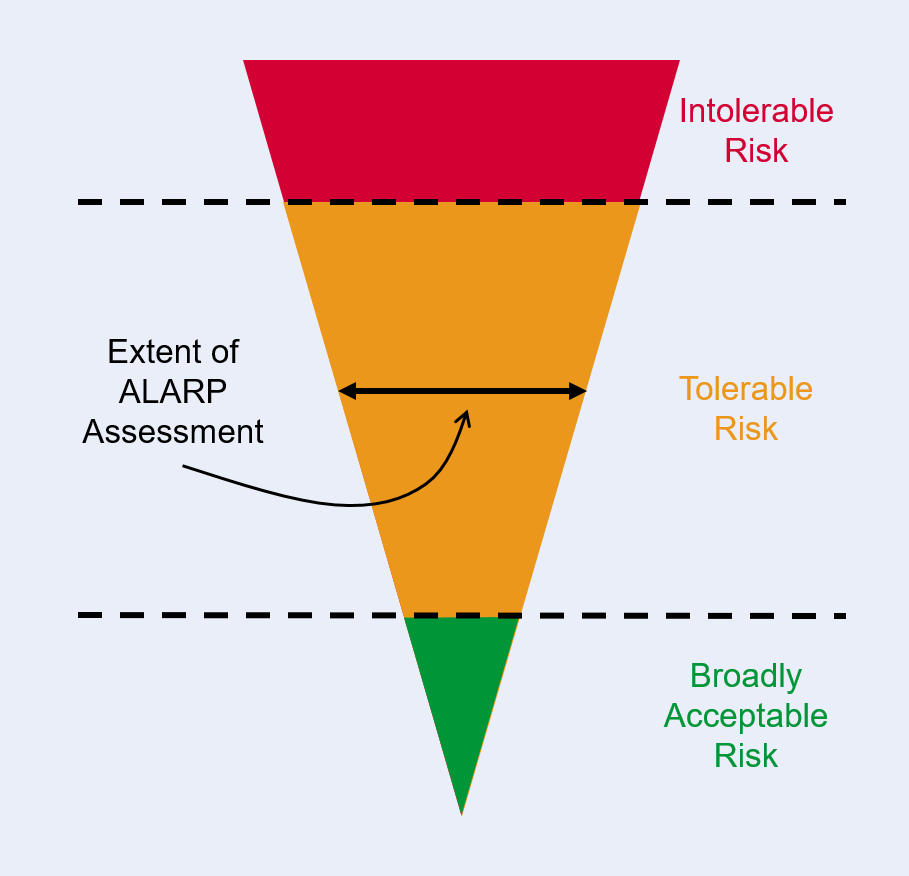 Intolerable
Risk
Extent of
ALARP
Assessment
Tolerable
Risk
Broadly
Acceptable
Risk